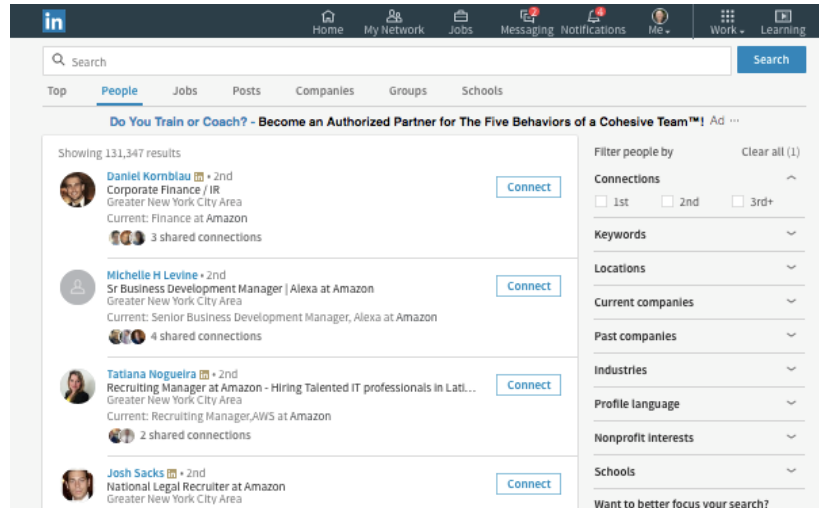 in
Home
My Network
Jobs
2
Messaging
4
Notifications
Me
Work
Learning
Search
Search
Top People Jobs Posts Companies Groups Schools
Do You Train or Coach? - Become an Authorized Partner for The Five Behaviors of a Cohesive Team™! Ad ···
Showing 131,347 results
Daniel Kornblau in • 2nd
Corporate Finance / IR
Greater New York City Area
Current: Finance at Amazon
3 shared connections
Connect
Michelle H Levine • 2nd
Sr Business Development Manager | Alexa at Amazon
Greater New York City Area
Current: Senior Business Development Manager, Alexa at Amazon
4 shared connections
Connect
Tatiana Nogueira in • 2nd
Recruiting Manager at Amazon - Hiring Talented IT professionals in Lati...
Greater New York City Area
Current: Recruiting Manager,AWS at Amazon
2 shared connections
Connect
Josh Sacks in • 2nd
National Legal Recruiter at Amazon
Greater New York City Area
Connect
Filter people by Clear all (1)
Connections
1st 2nd 3rd+
Keywords
Locations
Current companies
Past companies
Industries
Profile language
Nonprofit interests
Schools
Want to better focus your search?